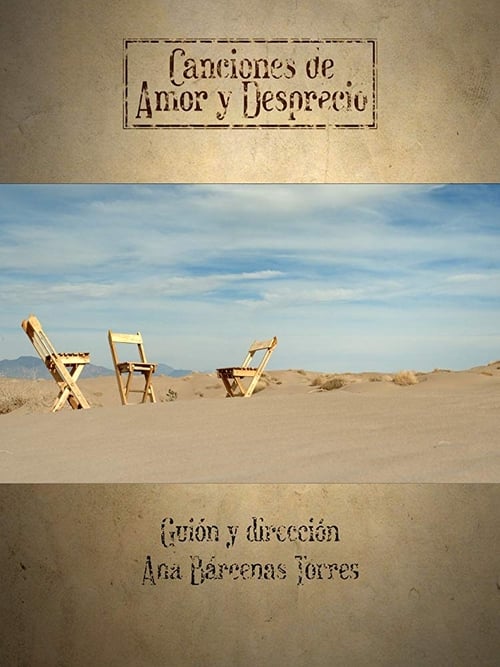 Canciones de
Amor y Desprecio
Guión y dirección
Ana Bárcenas Torres